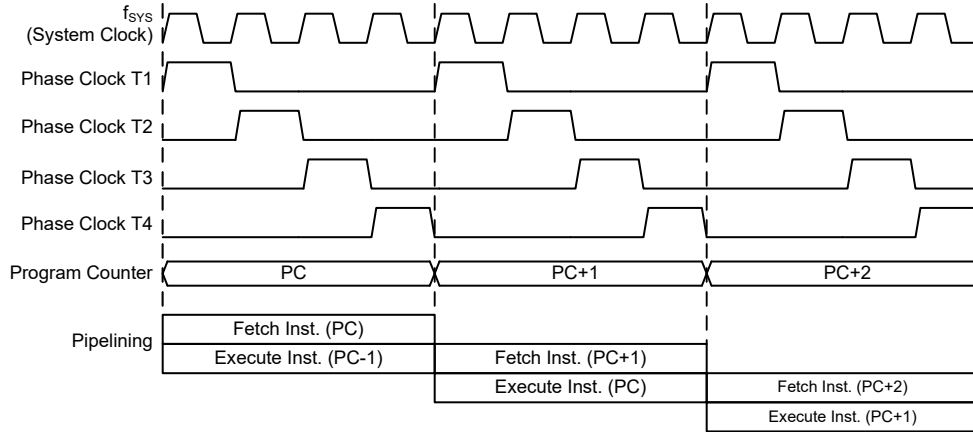 fSYS
(System Clock)
Phase Clock T1
Phase Clock T2
Phase Clock T3
Phase Clock T4
Program Counter PC PC+1 PC+2
Pipelining
Fetch Inst. (PC)
Execute Inst. (PC-1) Fetch Inst. (PC+1)
Execute Inst. (PC) Fetch Inst. (PC+2)
Execute Inst. (PC+1)